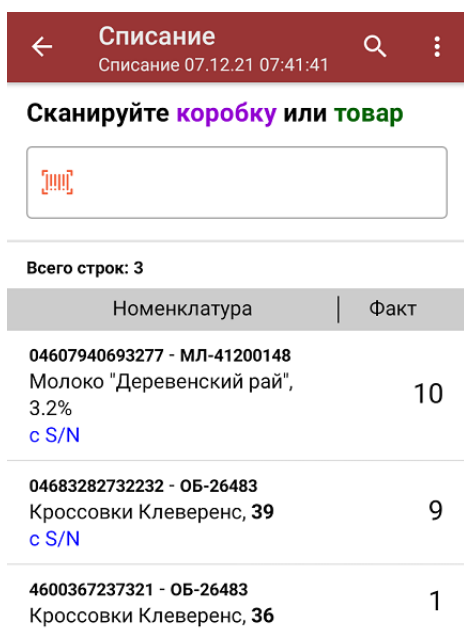 Списание
Списание 07.12.21 07:41:41
Сканируйте коробку или товар
Всего строк: 3
Номенклатура | Факт
04607940693277 - МЛ-41200148
Молоко "Деревенский рай",
3.2%
с S/N
10
04683282732232 - ОБ-26483
Кроссовки Клеверенс, 39
с S/N
9
4600367237321 - ОБ-26483
Кроссовки Клеверенс, 36
1